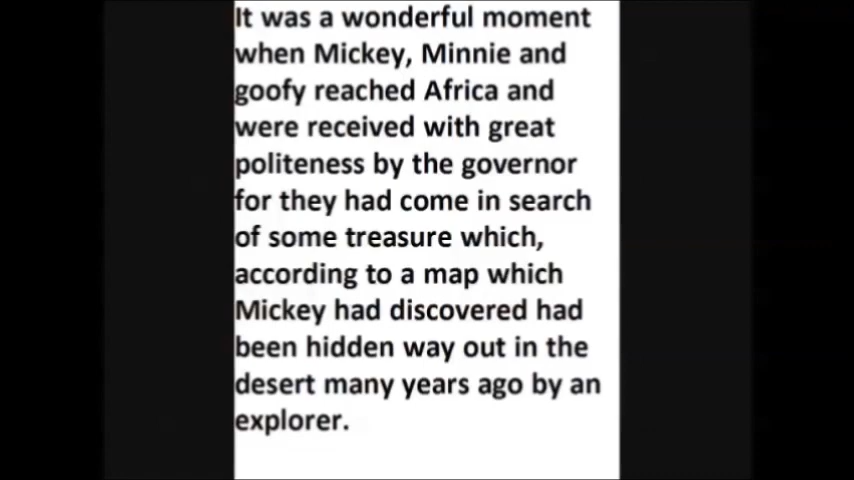 It was a wonderful moment
when Mickey, Minnie and
goofy reached Africa and
were received with great
politeness by the governor
for they had come in search
of some treasure which,
according to a map which
Mickey had discovered had
been hidden way out in the
desert many years ago by an
explorer.